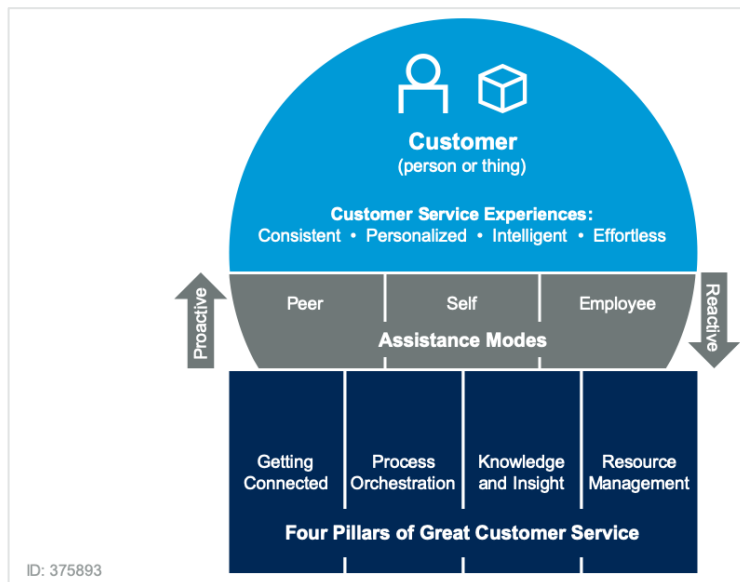 Customer
(person or thing)
Customer Service Experiences:
Consistent • Personalized • Intelligent • Effortless
Proactive
Peer
Self
Employee
Reactive
Assistance Modes
Getting
Connected
Process
Orchestration
Knowledge
and Insight
Resource
Management
Four Pillars of Great Customer Service
ID: 375893